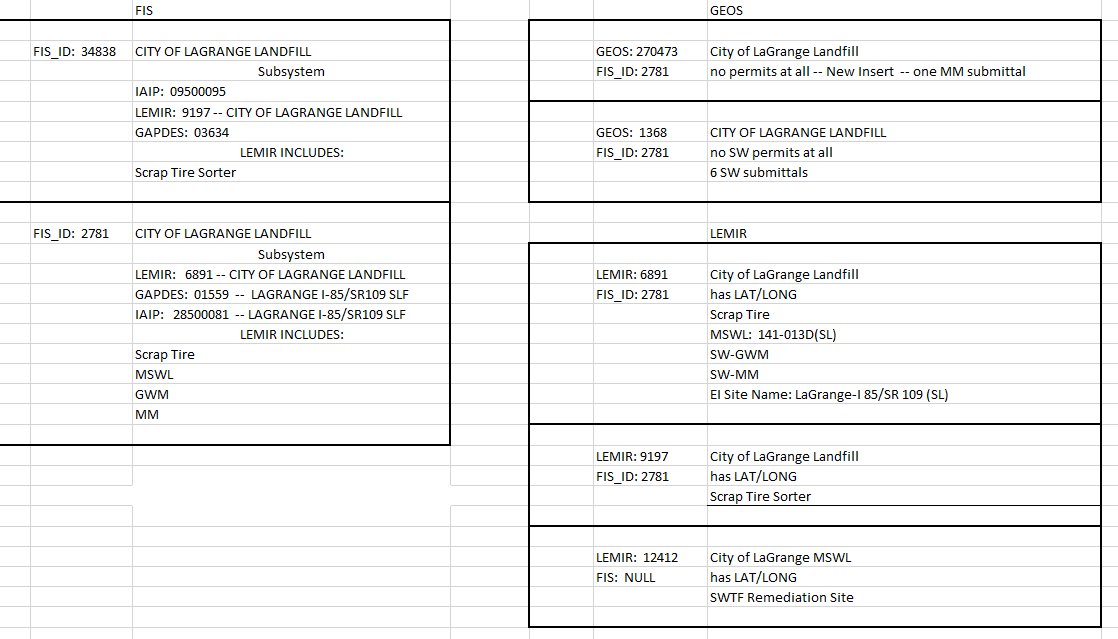 FIS
FIS_ID: 34838 CITY OF LAGRANGE LANDFILL
Subsystem
IAIP: 09500095
LEMIR: 9197 -- CITY OF LAGRANGE LANDFILL
GAPDES: 03634
LEMIR INCLUDES:
Scrap Tire Sorter
FIS_ID: 2781 CITY OF LAGRANGE LANDFILL
Subsystem
LEMIR: 6891 -- CITY OF LAGRANGE LANDFILL
GAPDES: 01559 -- LAGRANGE I-85/SR109 SLF
IAIP: 28500081 -- LAGRANGE I-85/SR109 SLF
LEMIR INCLUDES:
Scrap Tire
MSWL
GWM
MM
GEOS
GEOS: 270473 City of LaGrange Landfill
FIS_ID: 2781 no permits at all -- New Insert -- one MM submittal
GEOS: 1368 CITY OF LAGRANGE LANDFILL
FIS_ID: 2781 no SW permits at all
6 SW submittals
LEMIR
LEMIR: 6891 City of LaGrange Landfill
FIS_ID: 2781 has LAT/LONG
Scrap Tire
MSWL: 141-013D(SL)
SW-GWM
SW-MM
EI Site Name: LaGrange-I 85/SR 109 (SL)
LEMIR: 9197 City of LaGrange Landfill
FIS_ID: 2781 has LAT/LONG
Scrap Tire Sorter
LEMIR: 12412 City of LaGrange MSWL
FIS: NULL has LAT/LONG
SWTF Remediation Site